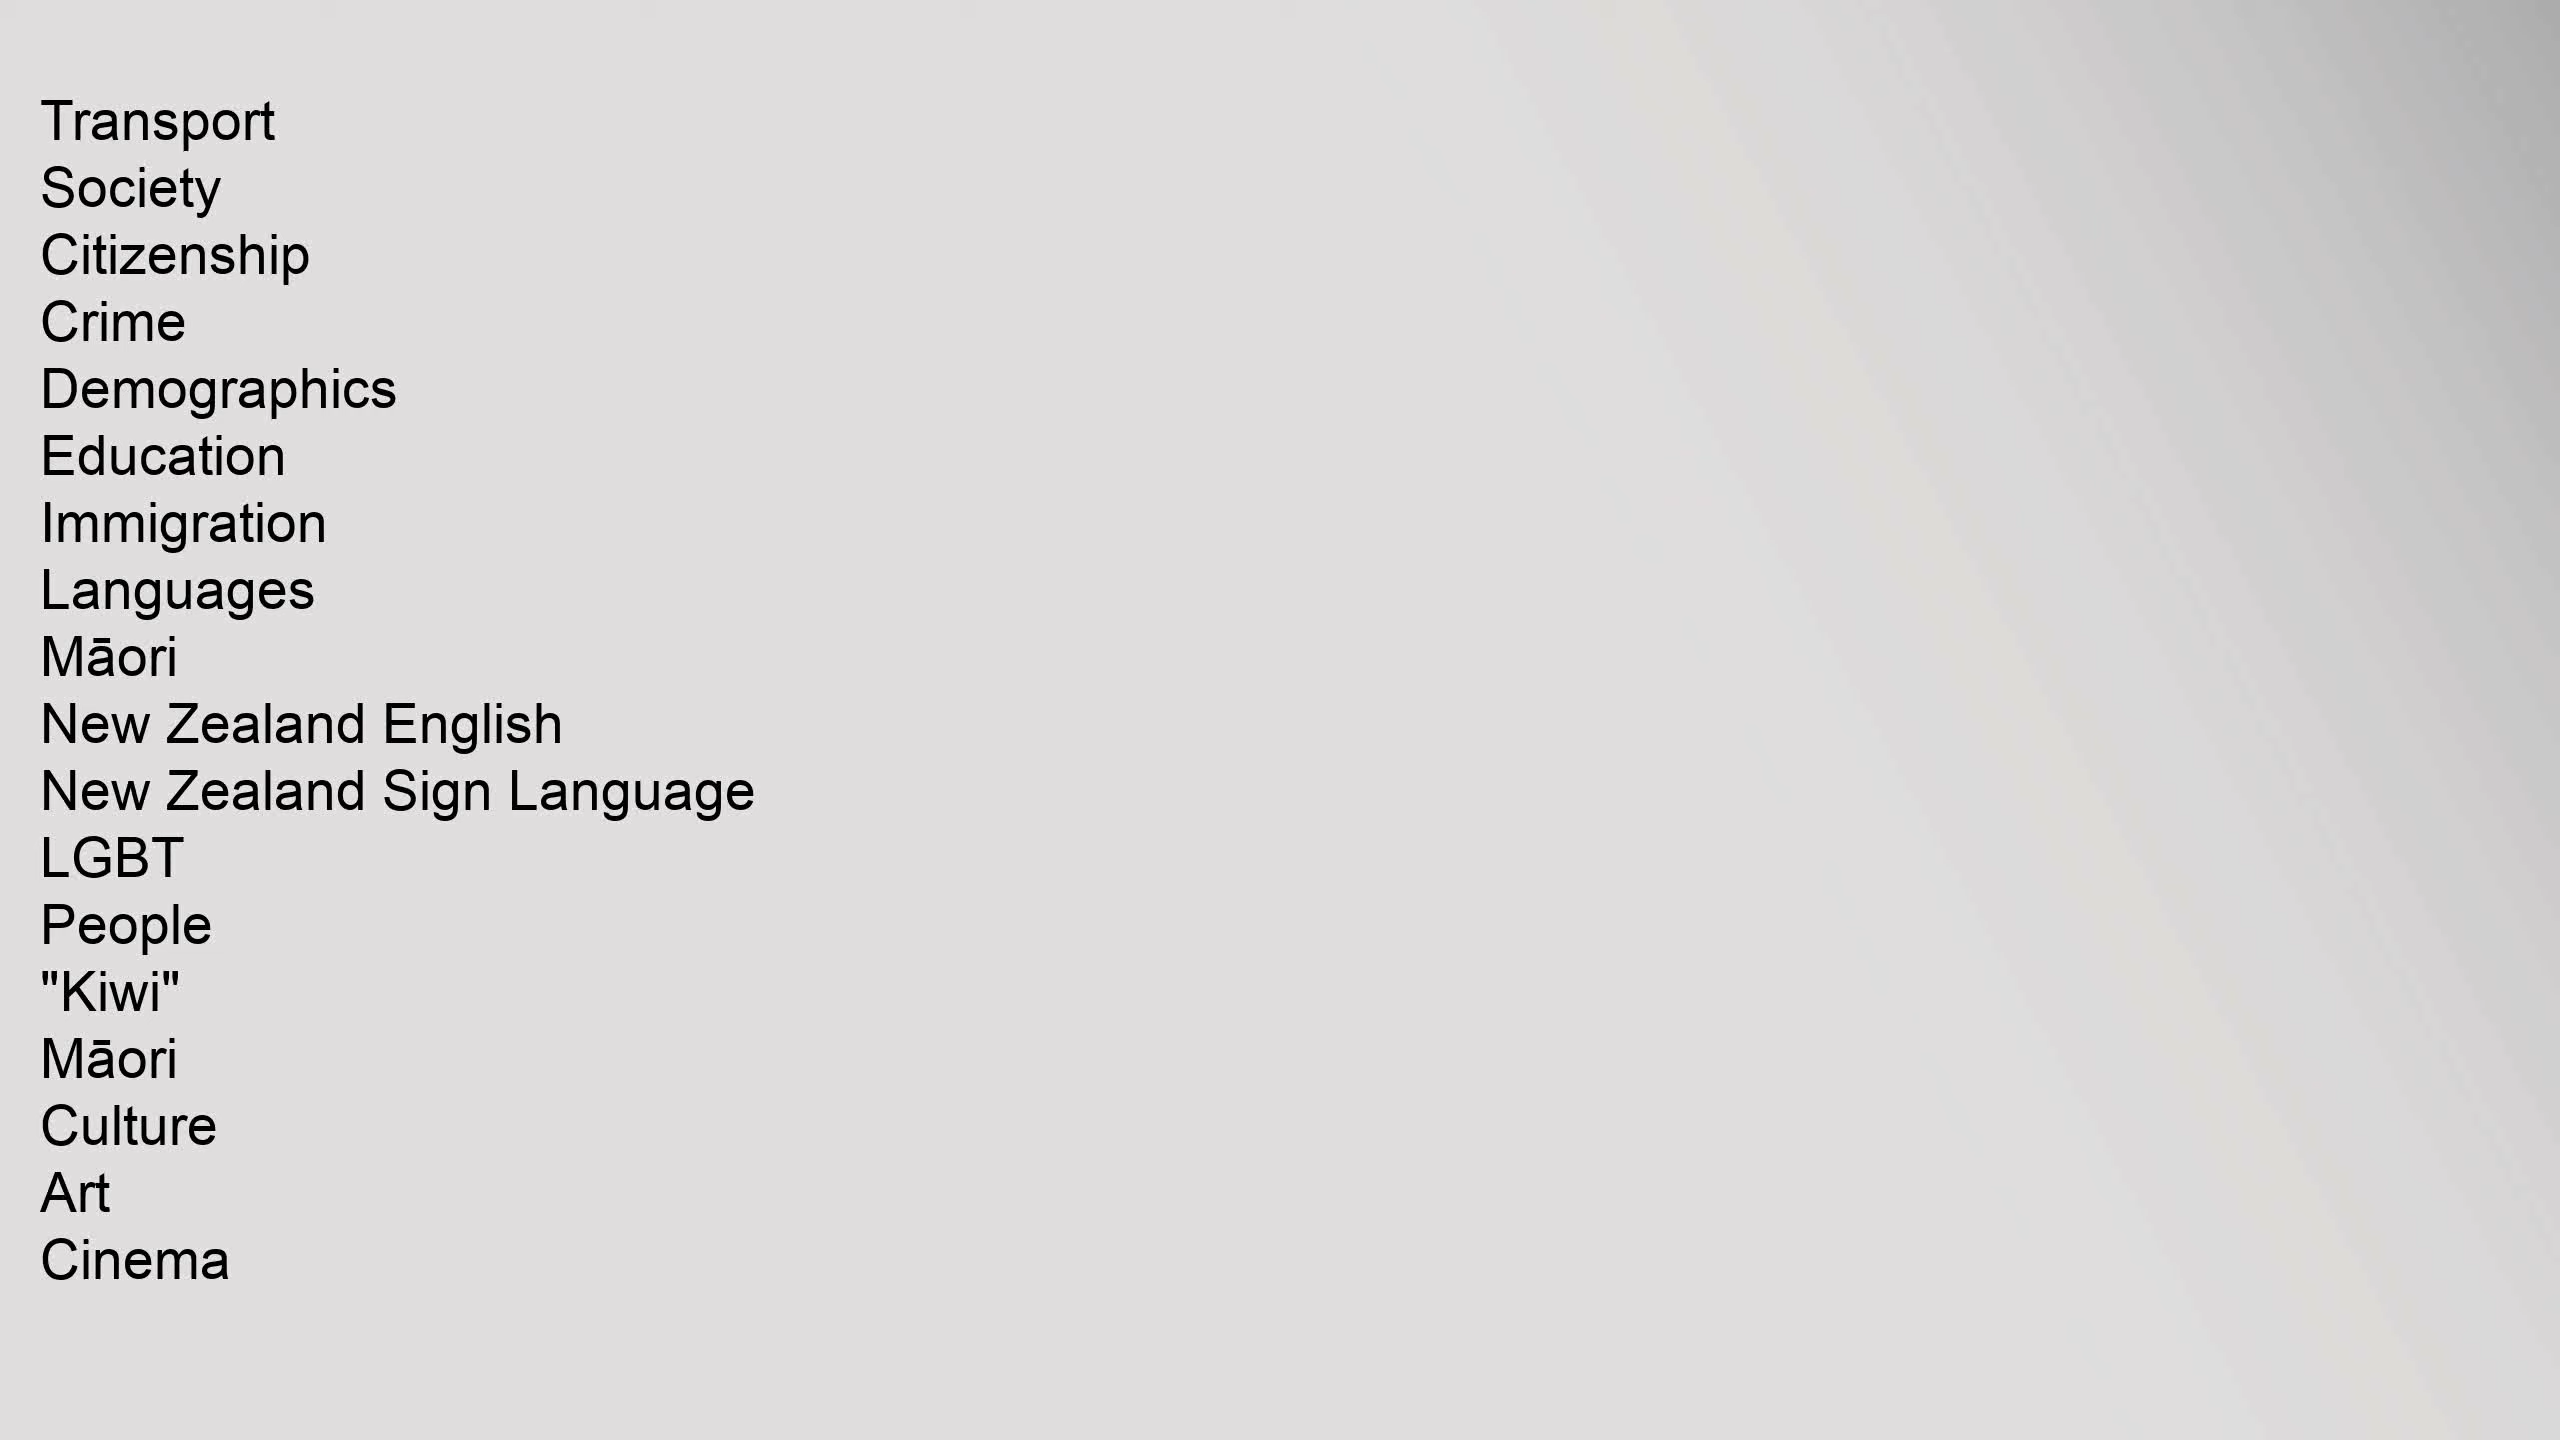 Transport
Society
Citizenship
Crime
Demographics
Education
Immigration
Languages
Māori
New Zealand English
New Zealand Sign Language
LGBT
People
"Kiwi"
Māori
Culture
Art
Cinema